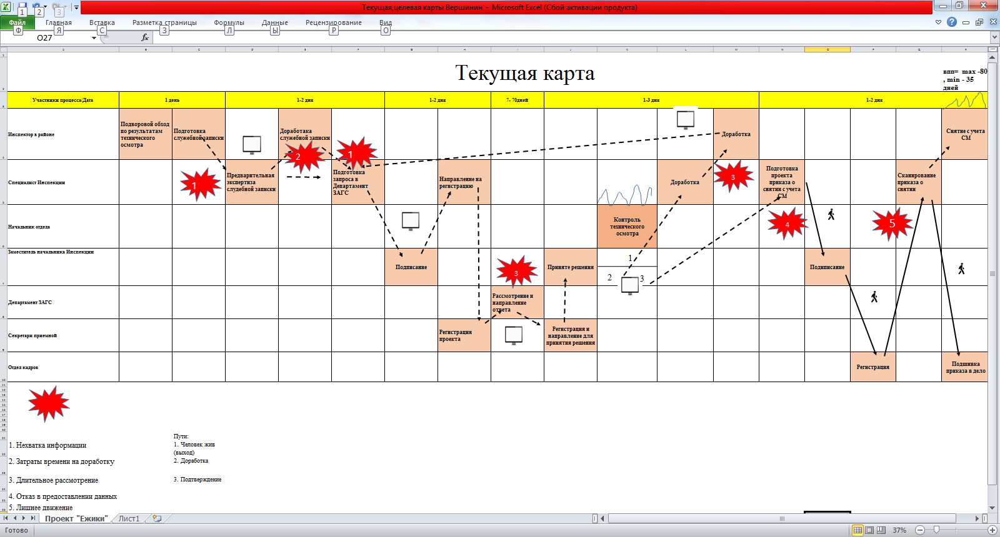 Текущая,целевая карты Вершинин - Microsoft Excel (Сбой активации продукта)
1 2 3
Файл Главная Вставка Разметка страницы Формулы Данные Рецензирование Вид
Ф Я С З Л Ы Р О
O27 fx
Текущая карта
впп= max -80
, min - 35
дней
Участники процесса/Дата 1 день 1-2 дня 1-2 дня 7- 70дней 1-3 дня 1-2 дня
Инспектор в районе
Подворовой обход
по результатам
технического
осмотра
Подготовка
служебной записки
Доработака
служебной записки
Доработка
Снятие с учета
СМ
2
1
Специалист Инспекции
1
Предварительная
экспертиза
слудебной записки
Подготовка
запроса в
Департамент
ЗАГС
Направление на
регистрацию
Доработка
3
Подготовка
проекта
приказа о
снятии с учета
СМ
Сканирование
приказа о
снятии
Начальник отдела
Контроль
технического
осмотра
4
5
Заместитель начальника Инспекции
Подписание
3
Приняте решения
1
2 3
Подписание
Департамент ЗАГС
Рассмотрение и
направление
ответа
Секретари приемной
Регистрация
проекта
Регистрация и
направление для
принятия решения
Отдел кадров
Регистрация
Подшивка
приказа в дело
Пути:
1. Нехватка информации
1. Человек жив
(выход)
2. Затраты времени на доработку
2. Доработка
3. Длительное рассмотрение
3. Подтверждение
4. Отказ в предоставлении данных
5. Лишнее движение
Проект "Ежики" Лист1
Готово 37%